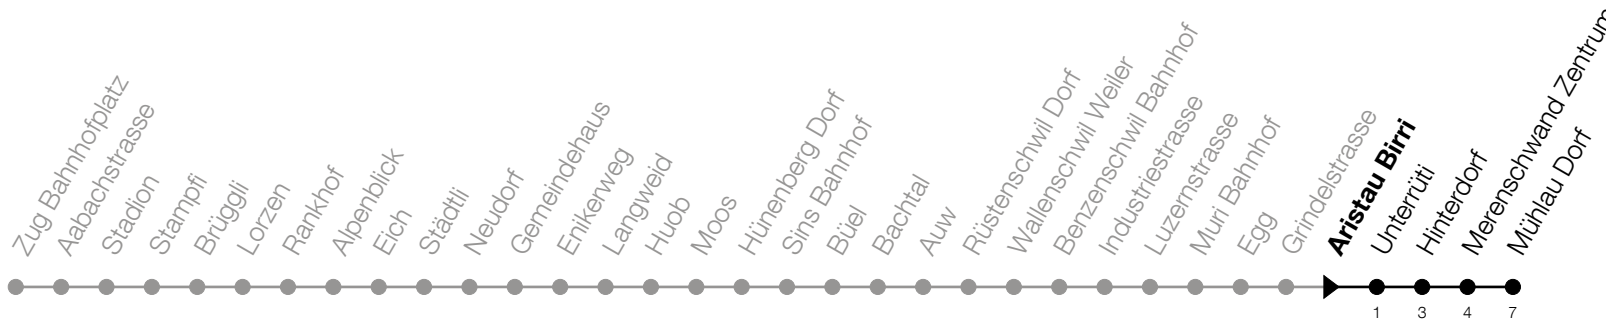 Zug Bahnhofplatz
Aabachstrasse
Stadion
Stampfi
Brüggli
Lorzen
Rankhof
Alpenblick
Eich
Städtli
Neudorf
Gemeindehaus
Enikerweg
Langweid
Huob
Moos
Hünenberg Dorf
Sins Bahnhof
Büel
Bachtal
Auw
Rüstenschwil Dorf
Wallenschwil Weiler
Benzenschwil Bahnhof
Industriestrasse
Luzernstrasse
Muri Bahnhof
Egg
Grindelstrasse
Aristau Birri
Unterrüti
Hinterdorf
Merenschwand Zentrum
Mühlau Dorf
1 3 4 7